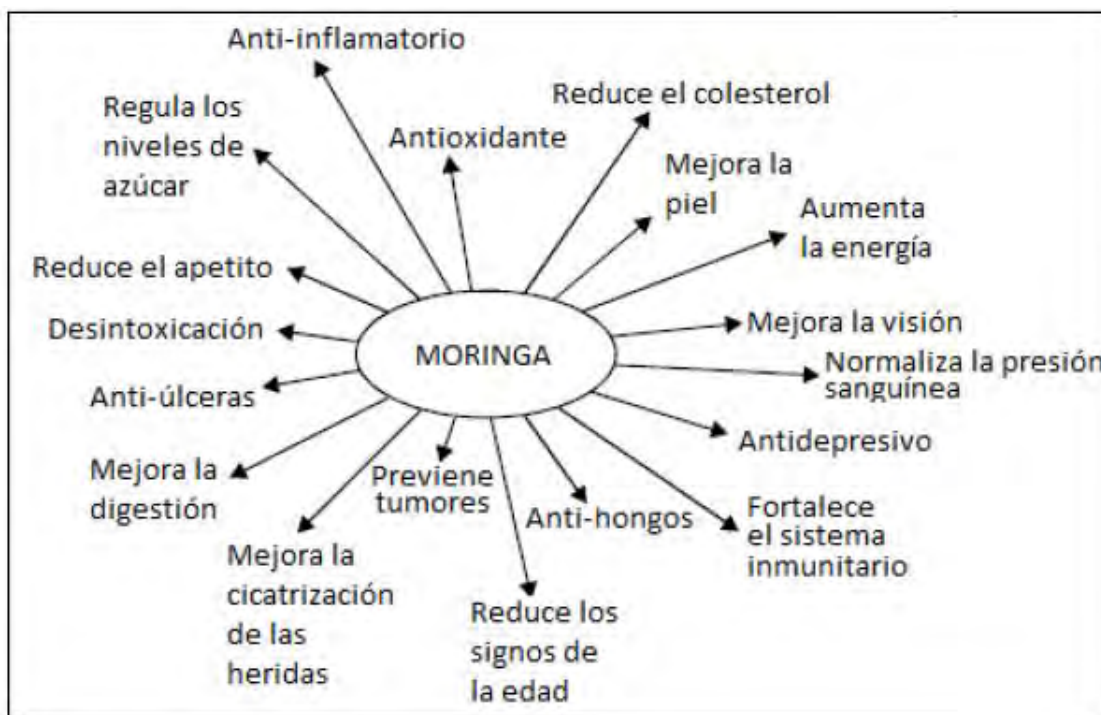 Anti-inflamatorio
Reduce el colesterol
Regula los
niveles de
azúcar
Antioxidante
Mejora la
piel
Aumenta
la energía
Reduce el apetito
Desintoxicación
MORINGA
Mejora la visión
Normaliza la presión
sanguínea
Anti-úlceras
Antidepresivo
Mejora la
digestión
Previene
tumores
Anti-hongos
Fortalece
el sistema
inmunitario
Mejora la
cicatrización
de las
heridas
Reduce los
signos de
la edad